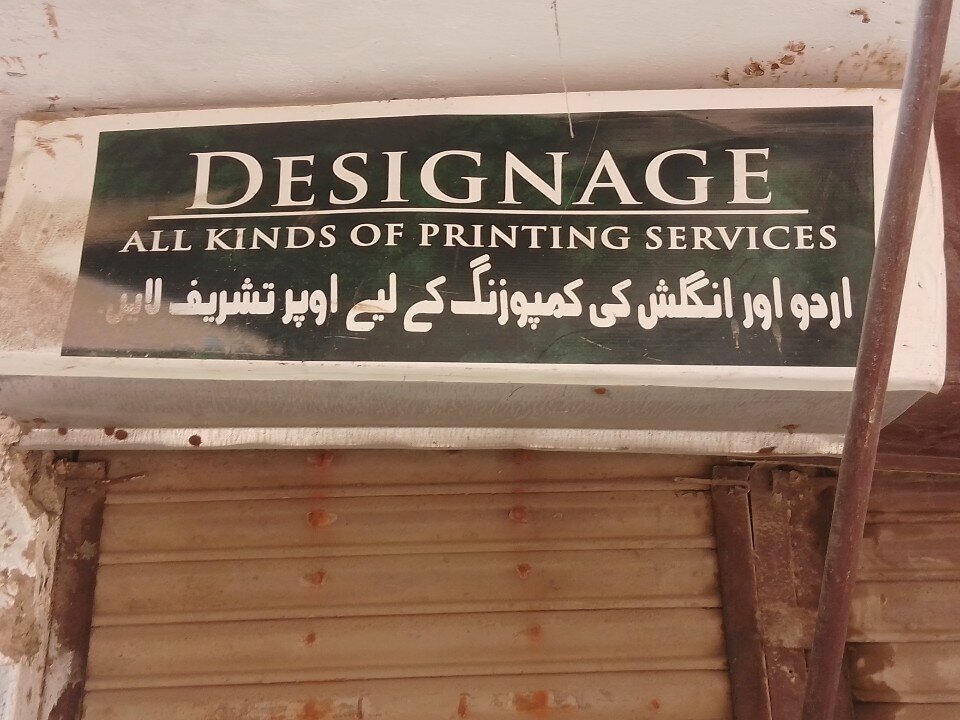 DESIGNAGE
ALL KINDS OF PRINTING SERVICES
اردو اور انگلش کی کمپوزنگ کے لیے اوپر تشریف لایں